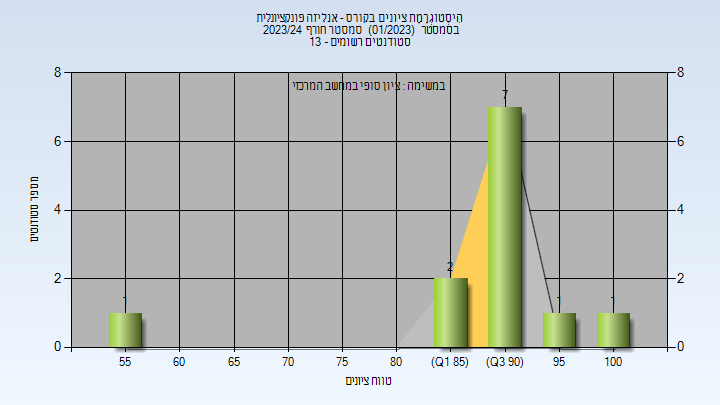 היסטוגרמת ציונים בקורס - אנליזה פונקציונלית
בסמסטר (01/2023) סמסטר חורף 2023/24
סטודנטים רשומים - 13
במשימה : ציון סופי במחשב המרכזי
מספר סטודנטים
8
6
4
2
0
8
6
4
2
0
1
2
7
1
1
55
60
65
70
75
80
(Q1 85)
(Q3 90)
95
100
טווח ציונים